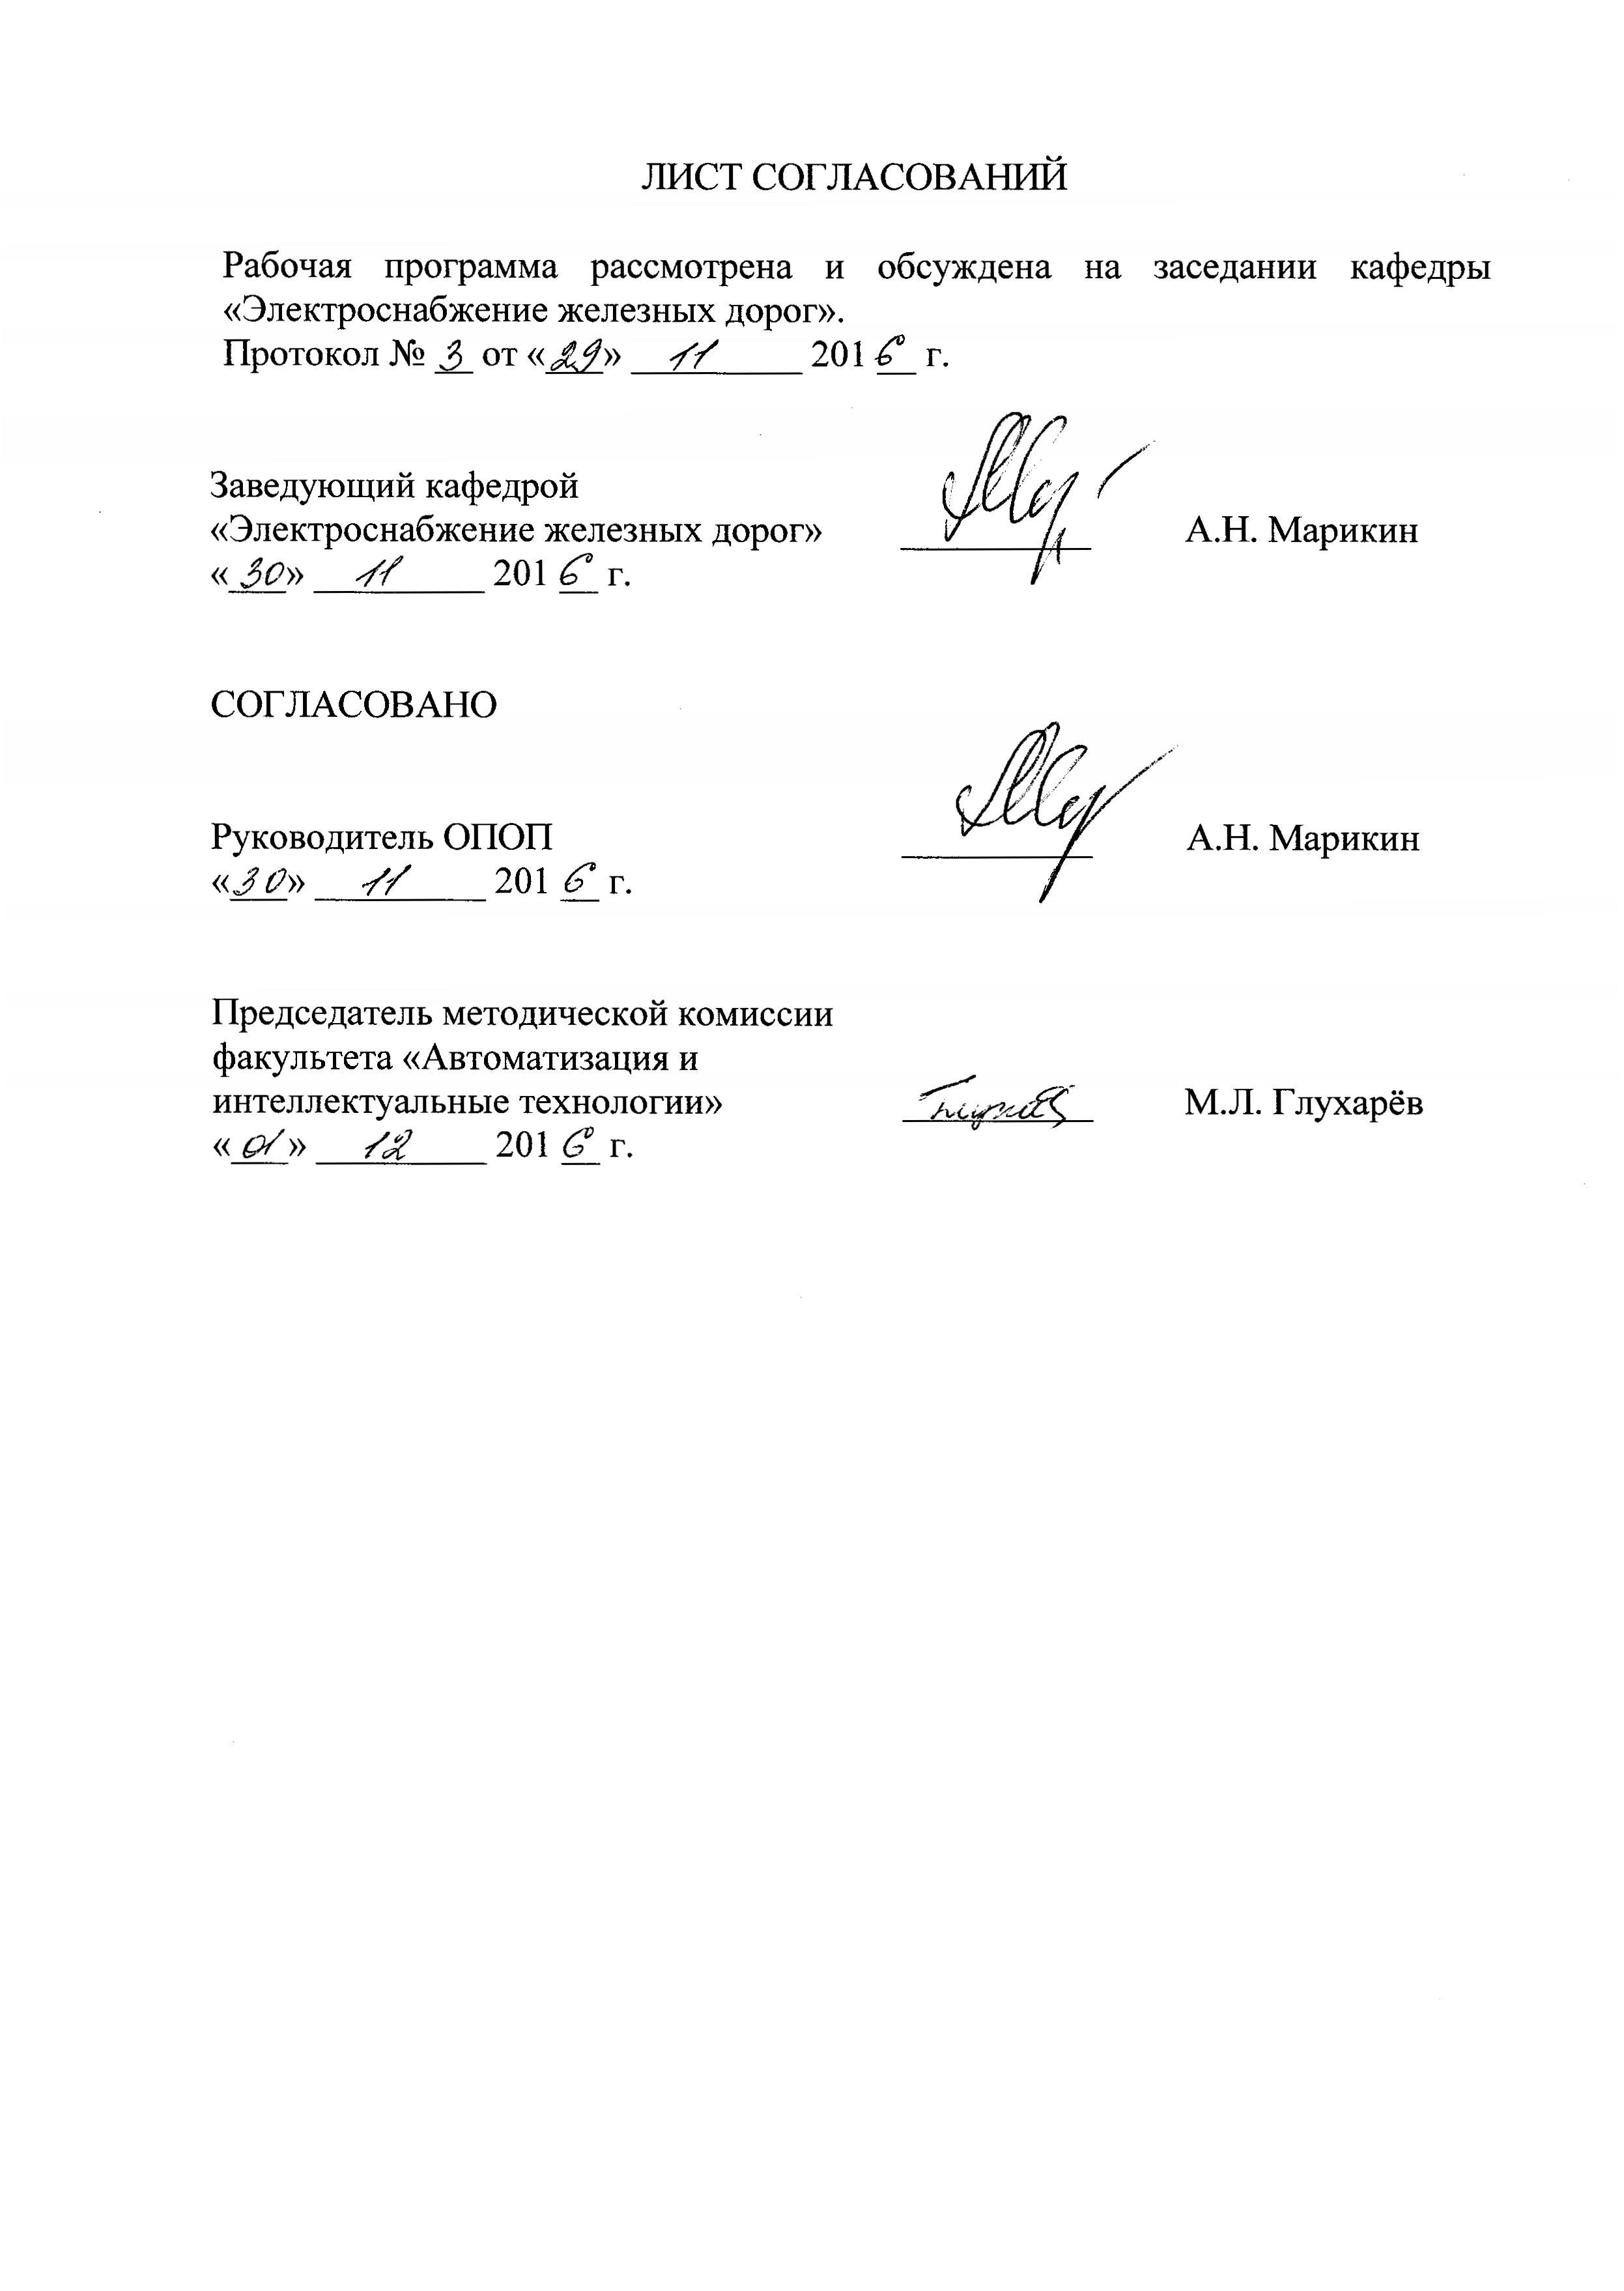 ЛИСТ СОГЛАСОВАНИЙ
Рабочая программа рассмотрена и обсуждена на заседании кафедры
«Электроснабжение железных дорог».
Протокол № 3 от «29» 11 2016 г.
Заведующий кафедрой
«Электроснабжение железных дорог» А.Н. Марикин
«30» 11 2016 г.
СОГЛАСОВАНО
Руководитель ОПОП А.Н. Марикин
«30» 11 2016 г.
Председатель методической комиссии
факультета «Автоматизация и
интеллектуальные технологии» М.Л. Глухарёв
«01» 12 2016 г.